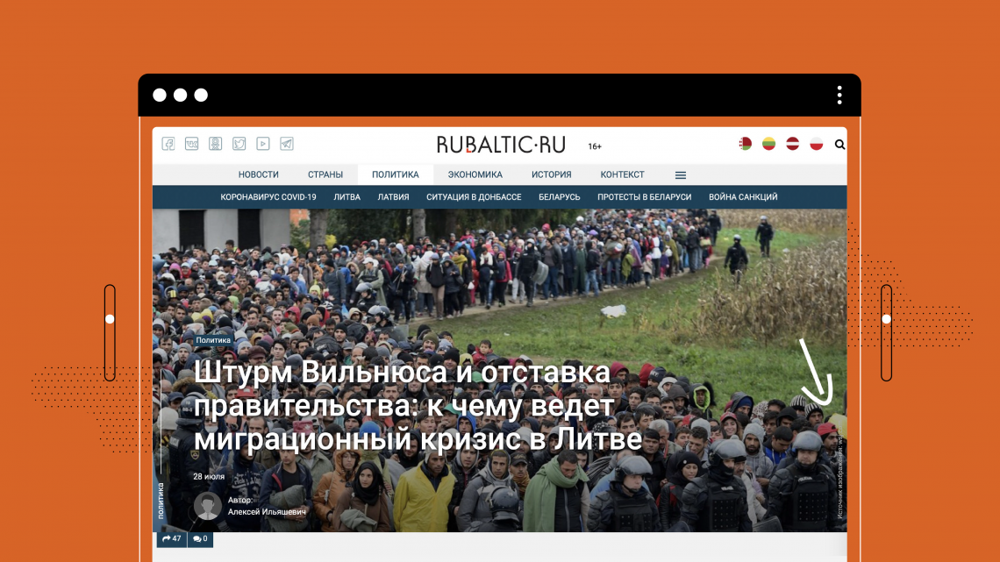 RUBALTIC·RU
16+
НОВОСТИ СТРАНЫ ПОЛИТИКА ЭКОНОМИКА ИСТОРИЯ КОНТЕКСТ
КОРОНАВИРУС COVID-19 ЛИТВА ЛАТВИЯ СИТУАЦИЯ В ДОНБАССЕ БЕЛАРУСЬ ПРОТЕСТЫ В БЕЛАРУСИ ВОЙНА САНКЦИЙ
Политика
Штурм Вильнюса и отставка
правительства: к чему ведет
миграционный кризис в Литве
28 июля
Автор:
Алексей Ильяшевич
политика
Источник изображения:
47 0